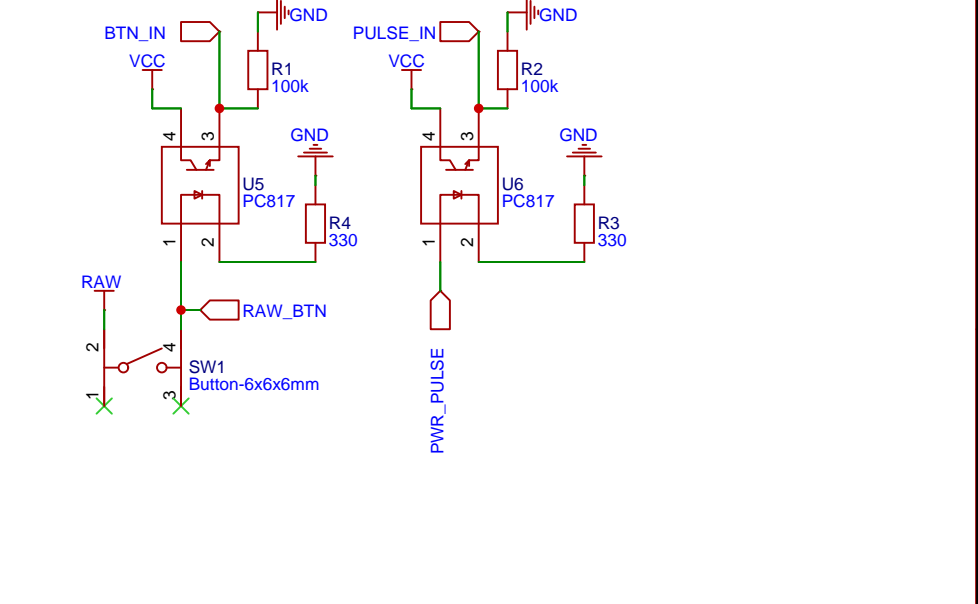 GND
GND
BTN_IN
PULSE_IN
VCC
VCC
R1
100k
R2
100k
4
3
4
3
GND
GND
U5
PC817
U6
PC817
R4
330
R3
330
1
2
1
2
RAW
RAW_BTN
2
4
SW1
Button-6x6x6mm
1
3
PWR_PULSE